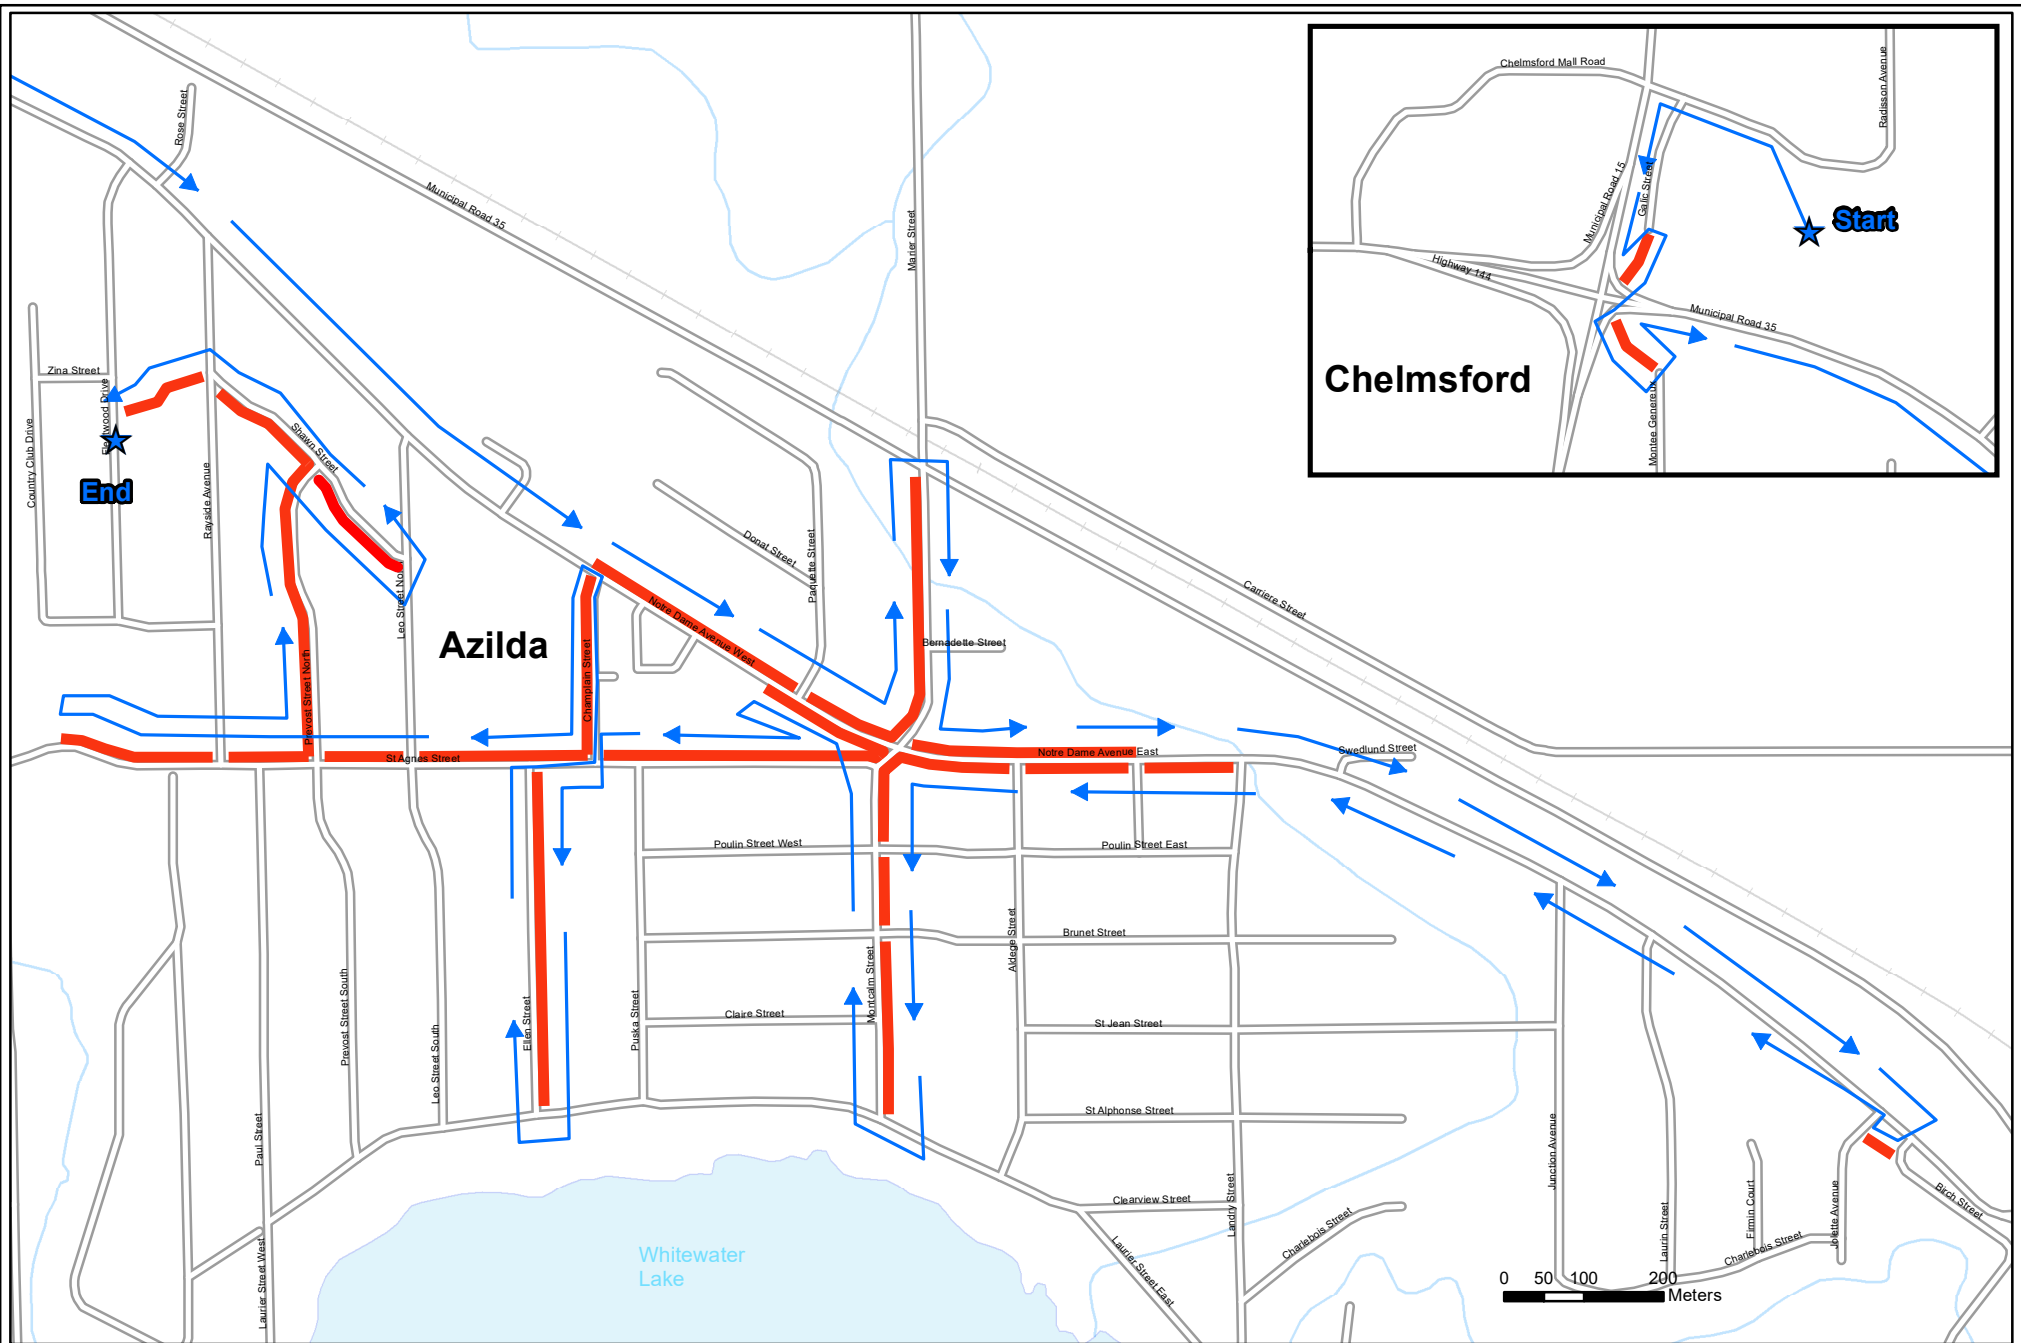 Chelmsford Mall Road
Radisson Avenue
Municipal Road 15
Galic Street
Start
Highway 144
Municipal Road 35
Chelmsford
Montee Genereux
Rose Street
Municipal Road 35
Marier Street
Zina Street
Fleetwood Drive
Country Club Drive
End
Rayside Avenue
Shawn Street
Leo Street North
Azilda
Donat Street
Paquette Street
Carriere Street
Notre Dame Avenue West
Bernadette Street
Champlain Street
Prevost Street North
St Agnes Street
Notre Dame Avenue East
Swedlund Street
Poulin Street West
Poulin Street East
Brunet Street
Aldege Street
Montcalm Street
Claire Street
St Jean Street
Ellen Street
Puska Street
Prevost Street South
Leo Street South
Paul Street
St Alphonse Street
Junction Avenue
Clearview Street
Landry Street
Charlebois Street
Laurier Street East
Laurier Street West
Laurin Street
Firmin Court
Charlebois Street
Jolette Avenue
Birch Street
Whitewater
Lake
0 50 100 200
Meters